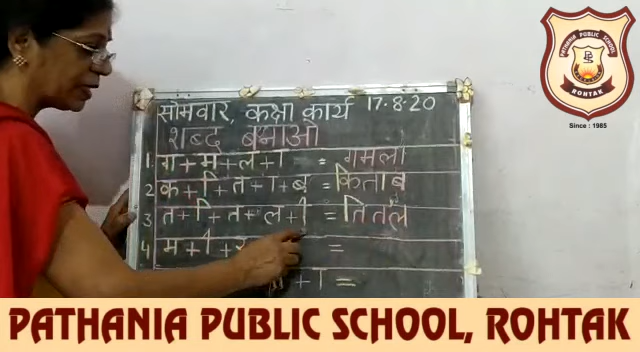 PATHANIA PUBLIC SCHOOL
PS
ROHTAK
Since : 1985
सोमवार, कक्षा कार्य 17.8.20
शब्द बनाओ
1. ग+म+ल+ा = गमला
2 क+ि+त+ा+ब = किताब
3 त+ि+त+ल+ी = तितल
4 म+ी+ =
+ा =
PATHANIA PUBLIC SCHOOL, ROHTAK